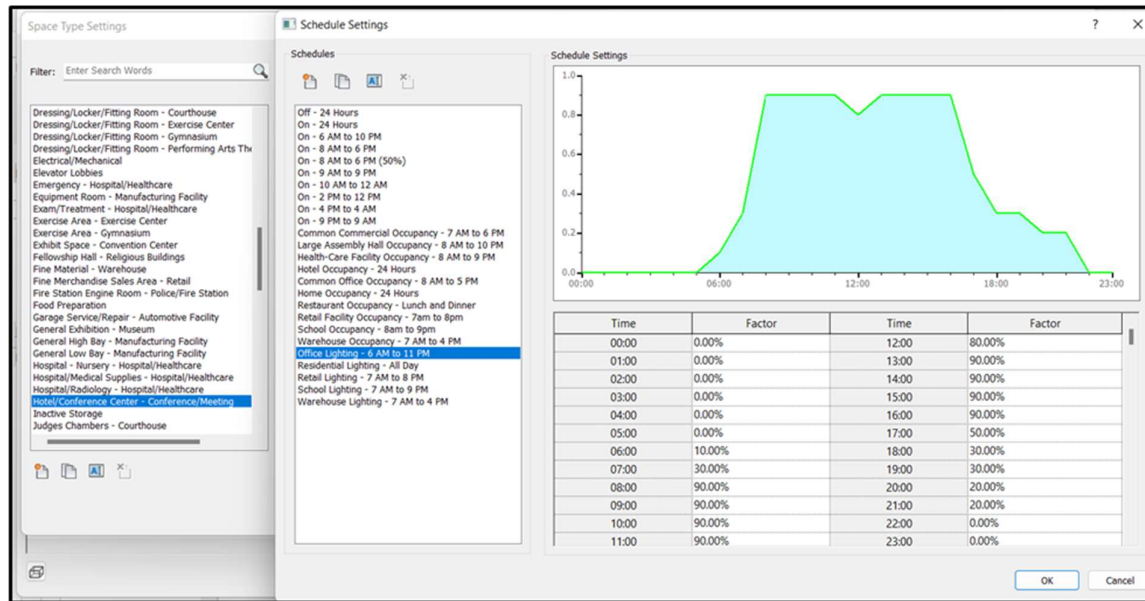 Space Type Settings
Filter: Enter Search Words
Dressing/Locker/Fitting Room - Courthouse
Dressing/Locker/Fitting Room - Exercise Center
Dressing/Locker/Fitting Room - Gymnasium
Dressing/Locker/Fitting Room - Performing Arts The
Electrical/Mechanical
Elevator Lobbies
Emergency - Hospital/Healthcare
Equipment Room - Manufacturing Facility
Exam/Treatment - Hospital/Healthcare
Exercise Area - Exercise Center
Exercise Area - Gymnasium
Exhibit Space - Convention Center
Fellowship Hall - Religious Buildings
Fine Material - Warehouse
Fine Merchandise Sales Area - Retail
Fire Station Engine Room - Police/Fire Station
Food Preparation
Garage Service/Repair - Automotive Facility
General Exhibition - Museum
General High Bay - Manufacturing Facility
General Low Bay - Manufacturing Facility
Hospital - Nursery - Hospital/Healthcare
Hospital/Medical Supplies - Hospital/Healthcare
Hospital/Radiology - Hospital/Healthcare
Hotel/Conference Center - Conference/Meeting
Inactive Storage
Judges Chambers - Courthouse
Schedule Settings
? ×
Schedules
Off - 24 Hours
On - 24 Hours
On - 6 AM to 10 PM
On - 8 AM to 6 PM
On - 8 AM to 6 PM (50%)
On - 9 AM to 9 PM
On - 10 AM to 12 AM
On - 2 PM to 12 PM
On - 4 PM to 4 AM
On - 9 PM to 9 AM
Common Commercial Occupancy - 7 AM to 6 PM
Large Assembly Hall Occupancy - 8 AM to 10 PM
Health-Care Facility Occupancy - 8 AM to 9 PM
Hotel Occupancy - 24 Hours
Common Office Occupancy - 8 AM to 5 PM
Home Occupancy - 24 Hours
Restaurant Occupancy - Lunch and Dinner
Retail Facility Occupancy - 7am to 8pm
School Occupancy - 8am to 9pm
Warehouse Occupancy - 7 AM to 4 PM
Office Lighting - 6 AM to 11 PM
Residential Lighting - All Day
Retail Lighting - 7 AM to 8 PM
School Lighting - 7 AM to 9 PM
Warehouse Lighting - 7 AM to 4 PM
Schedule Settings
1.0
0.8
0.6
0.4
0.2
0.0
00:00 06:00 12:00 18:00 23:00
Time Factor Time Factor
00:00 0.00% 12:00 80.00%
01:00 0.00% 13:00 90.00%
02:00 0.00% 14:00 90.00%
03:00 0.00% 15:00 90.00%
04:00 0.00% 16:00 90.00%
05:00 0.00% 17:00 50.00%
06:00 10.00% 18:00 30.00%
07:00 30.00% 19:00 30.00%
08:00 90.00% 20:00 20.00%
09:00 90.00% 21:00 20.00%
10:00 90.00% 22:00 0.00%
11:00 90.00% 23:00 0.00%
OK Cancel